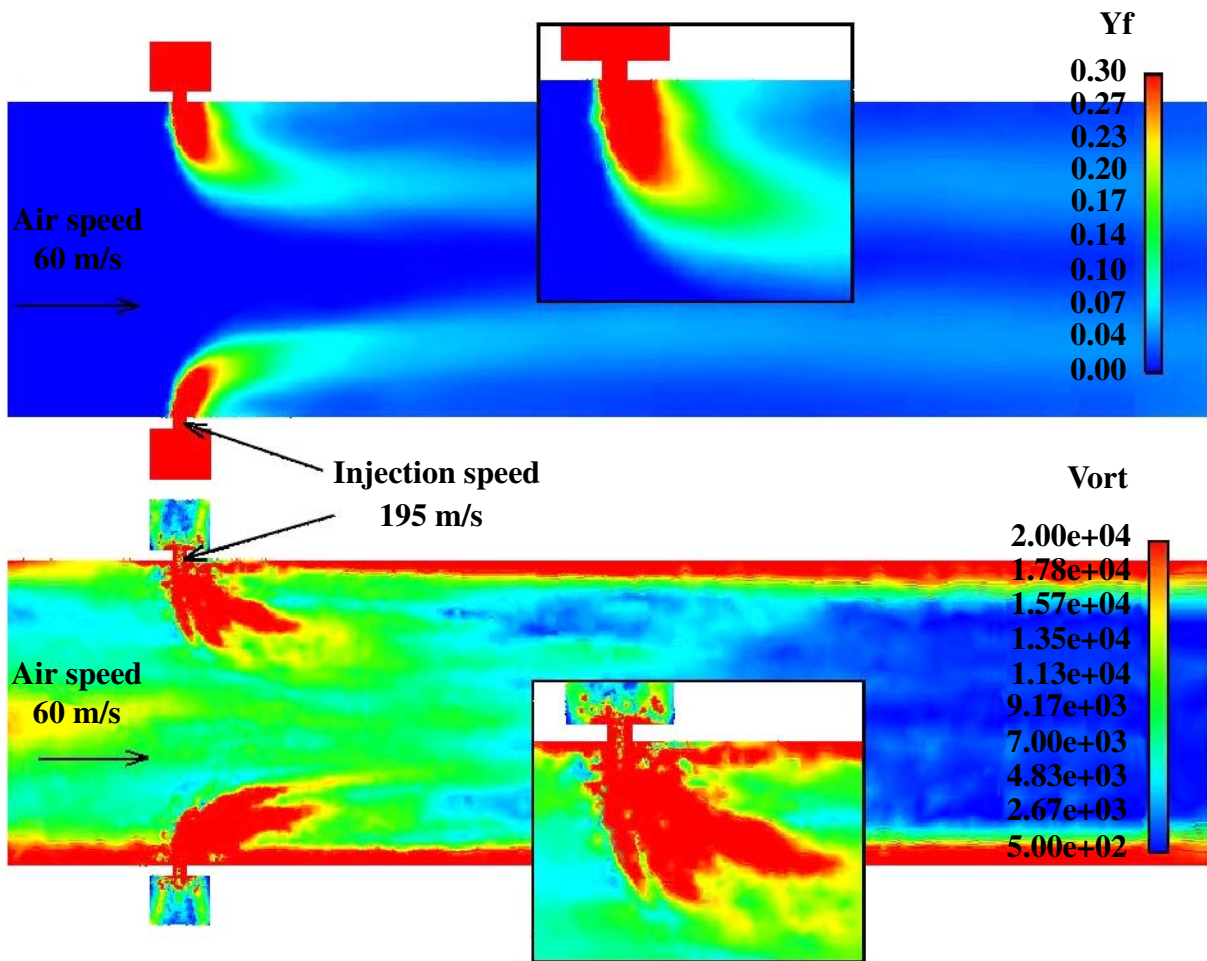 Yf
0.30
0.27
0.23
0.20
0.17
0.14
0.10
0.07
0.04
0.00
Air speed
60 m/s
Injection speed
195 m/s
Vort
2.00e+04
1.78e+04
1.57e+04
1.35e+04
1.13e+04
9.17e+03
7.00e+03
4.83e+03
2.67e+03
5.00e+02
Air speed
60 m/s